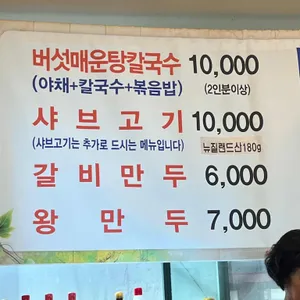 버섯매운탕칼국수 10,000
(야채+칼국수+볶음밥) (2인분이상)
샤브고기 10,000
(샤브고기는 추가로 드시는 메뉴입니다) 뉴질랜드산180g
갈비만두 6,000
왕만두 7,000